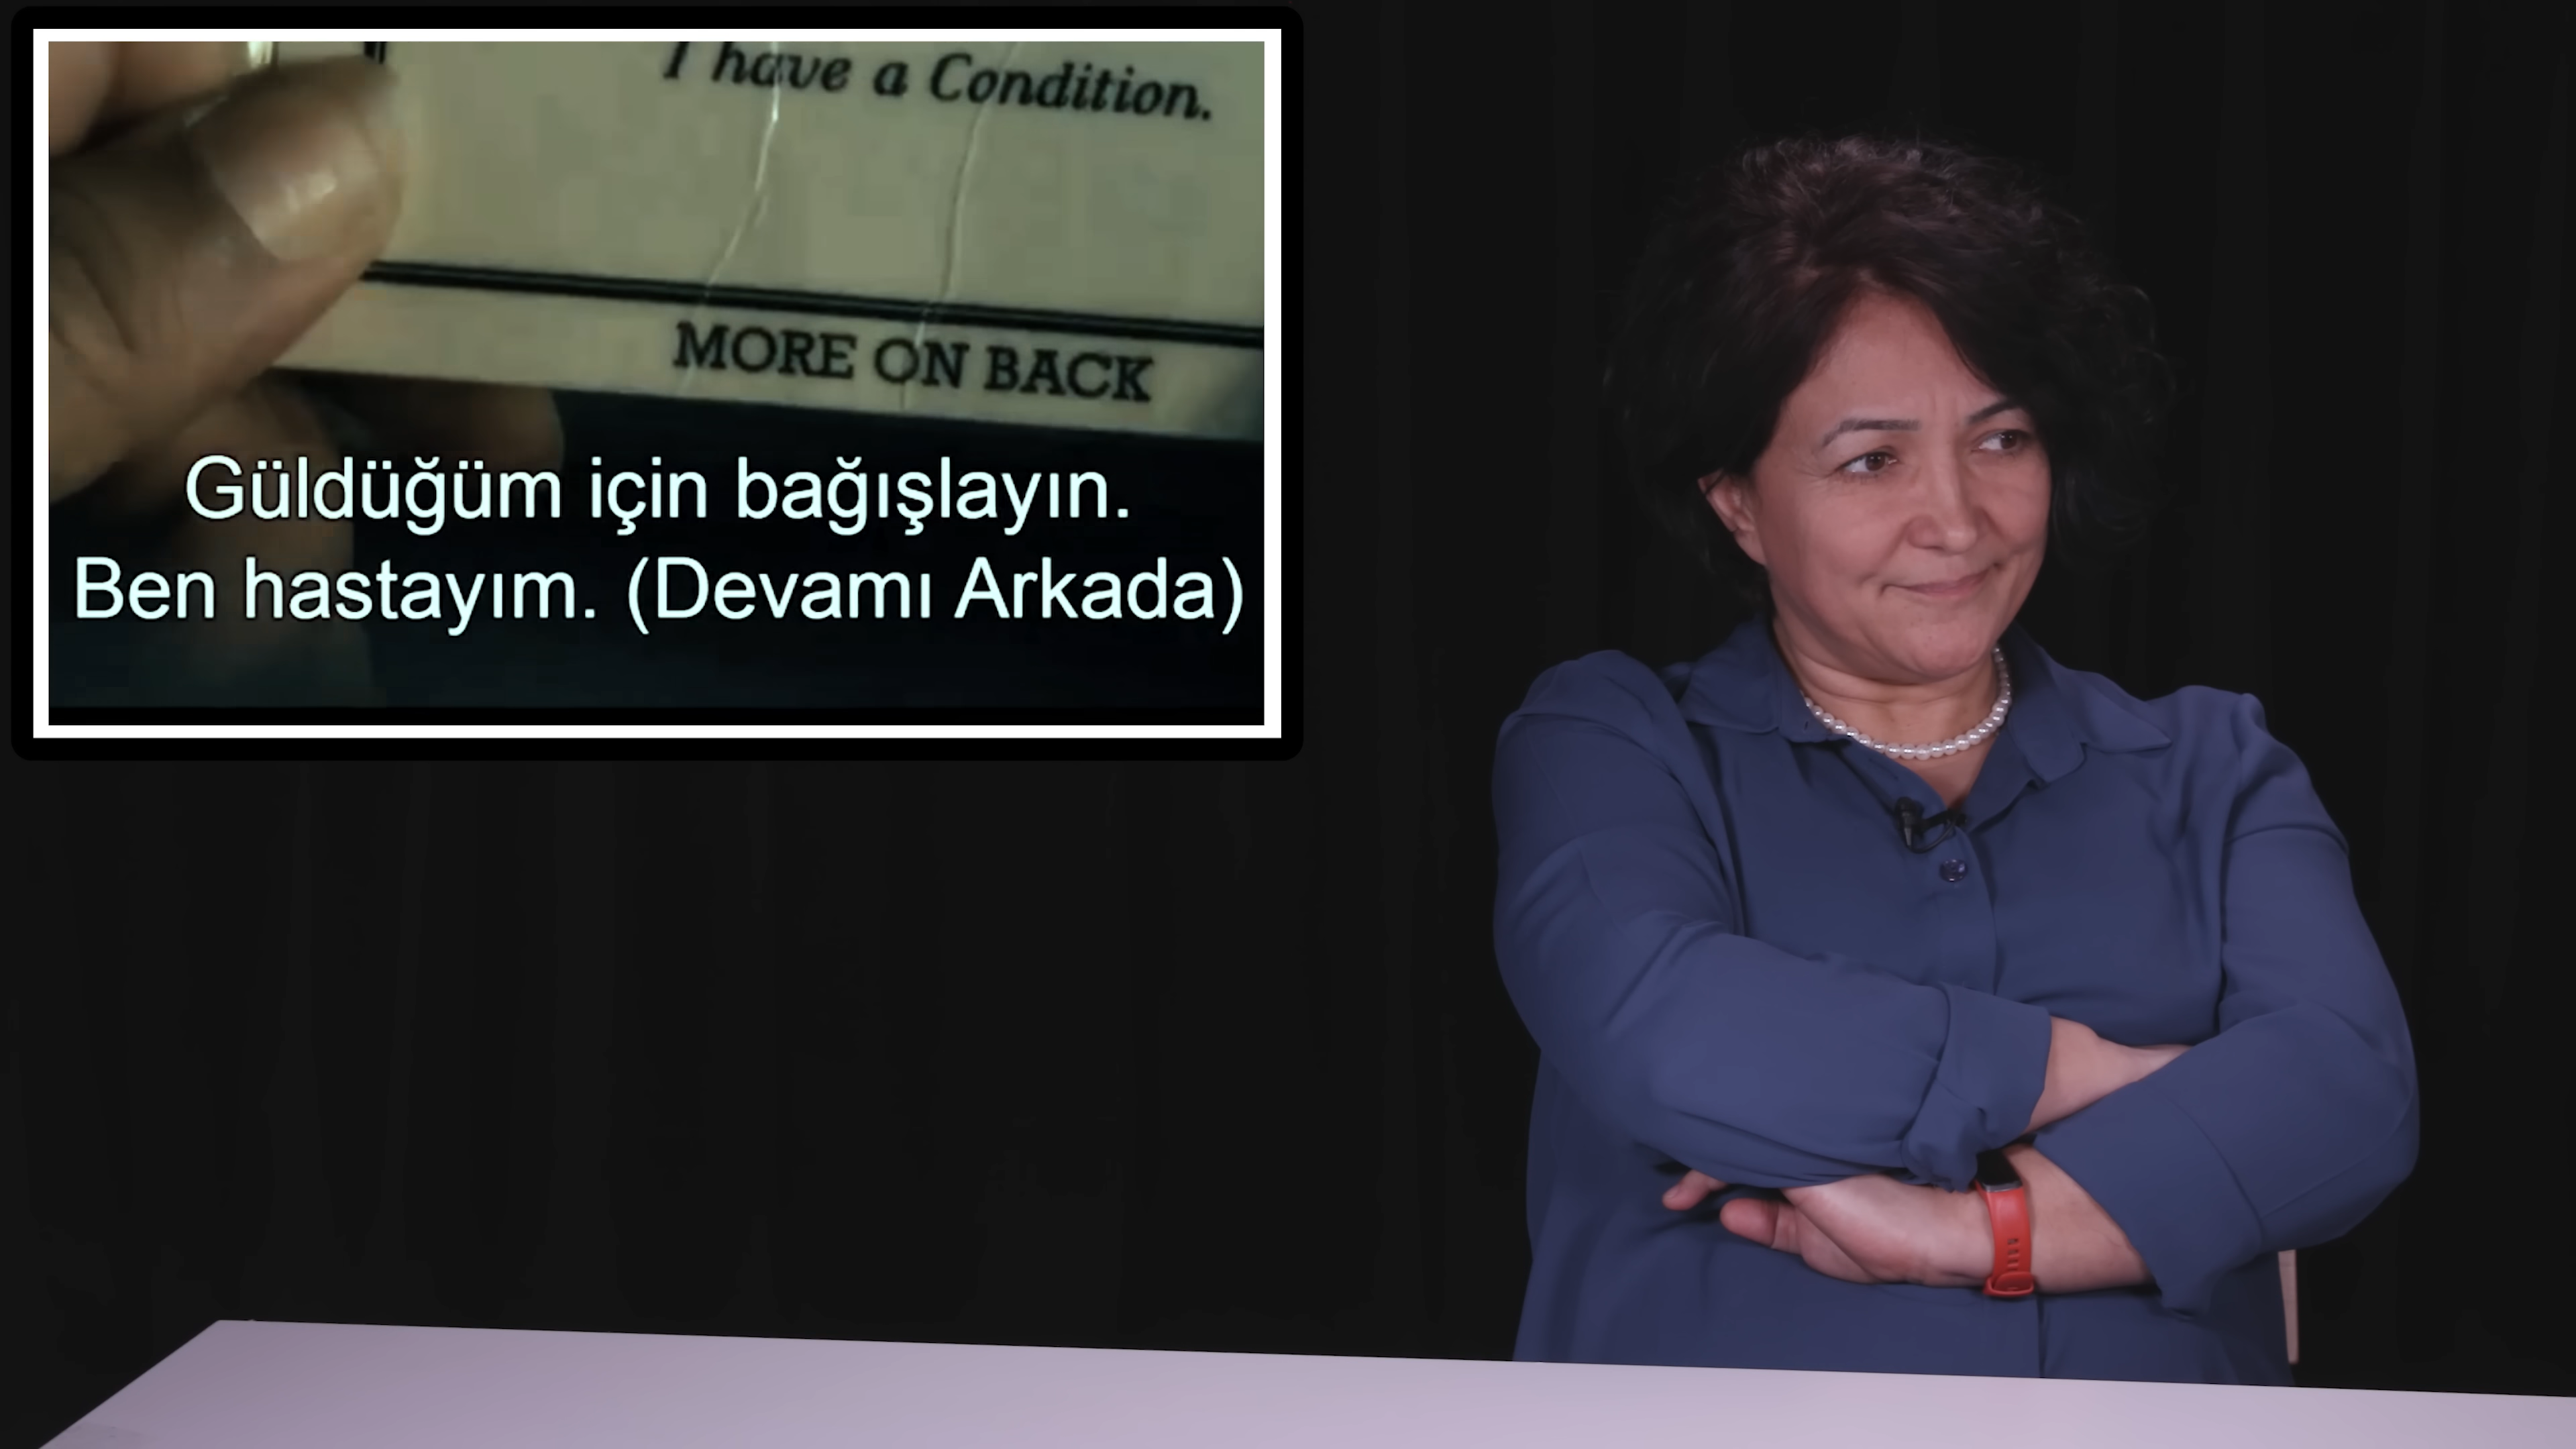 I have a Condition.
MORE ON BACK
Güldüğüm için bağışlayın.
Ben hastayım. (Devamı Arkada)